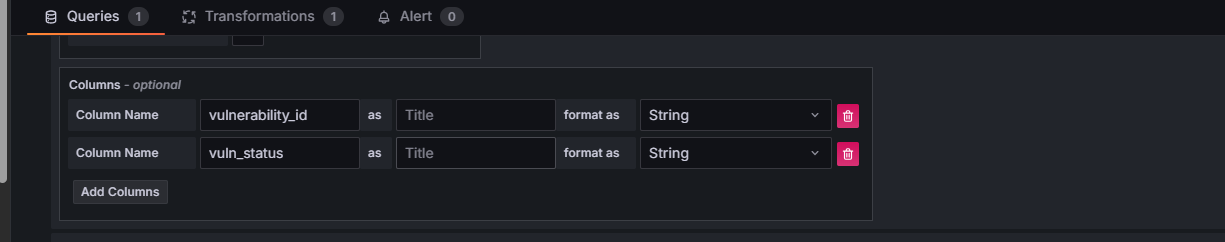 Queries 1 Transformations 1 Alert 0
Columns - optional
Column Name vulnerability_id as Title format as String
Column Name vuln_status as Title format as String
Add Columns